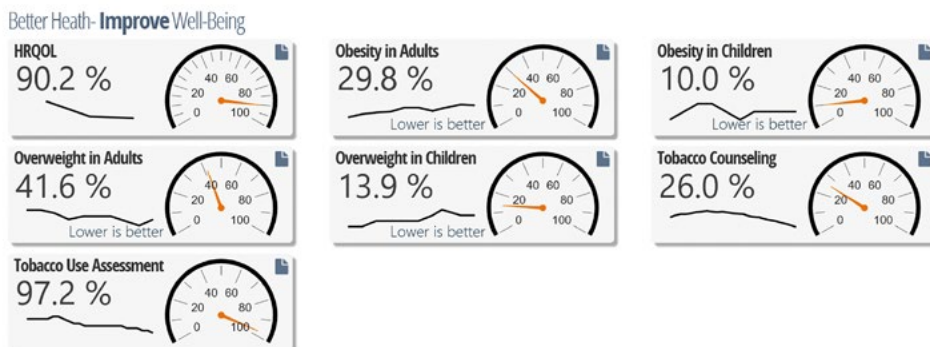 Better Heath- Improve Well-Being
HRQOL
90.2 %
0 20 40 60 80 100
Obesity in Adults
29.8 %
0 20 40 60 80 100
Lower is better
Obesity in Children
10.0 %
0 20 40 60 80 100
Lower is better
Overweight in Adults
41.6 %
0 20 40 60 80 100
Lower is better
Overweight in Children
13.9 %
0 20 40 60 80 100
Lower is better
Tobacco Counseling
26.0 %
0 20 40 60 80 100
Tobacco Use Assessment
97.2 %
0 20 40 60 80 100